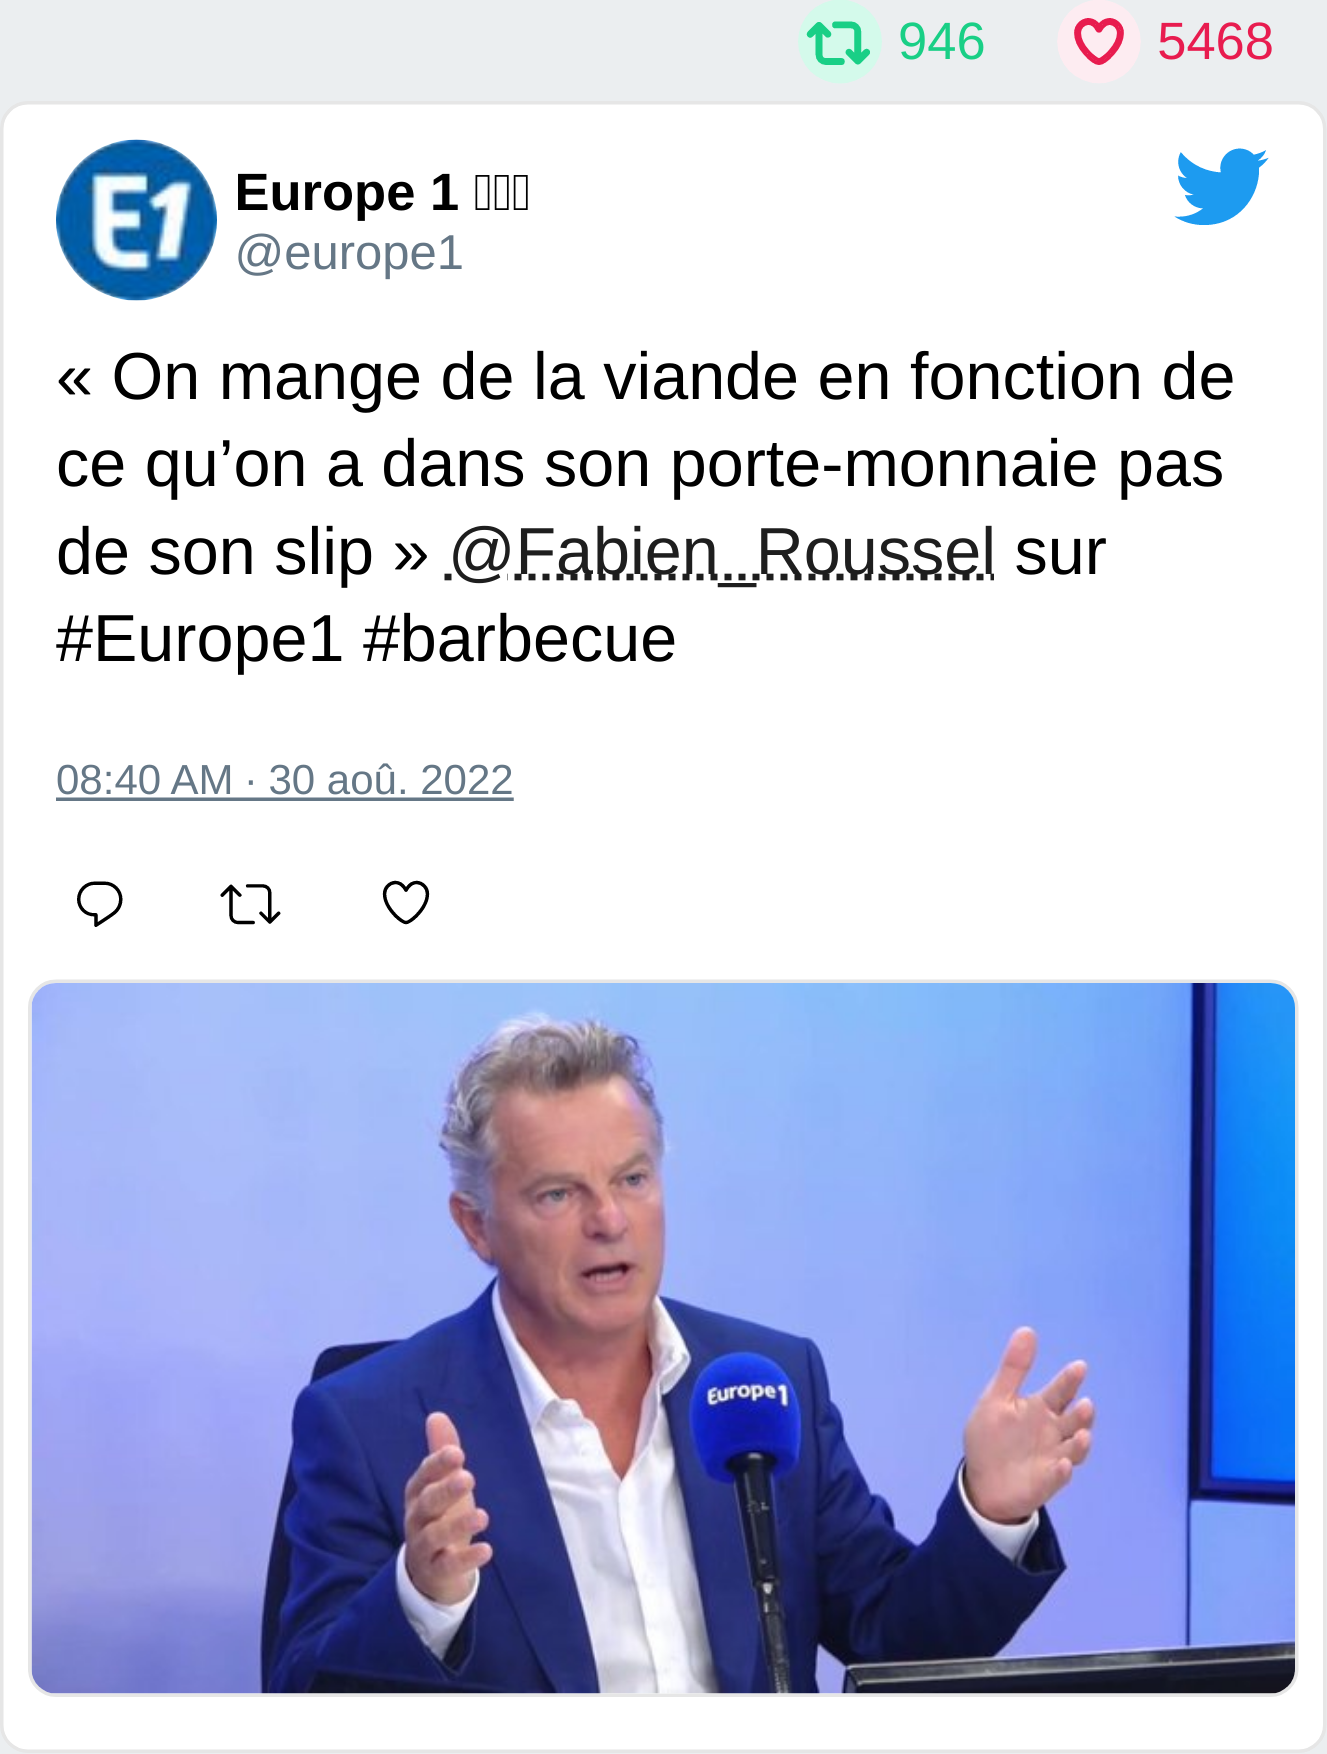 946 5468
E1
Europe 1
@europe1
« On mange de la viande en fonction de
ce qu’on a dans son porte-monnaie pas
de son slip » @Fabien_Roussel sur
#Europe1 #barbecue
08:40 AM · 30 aoû. 2022
Europe1